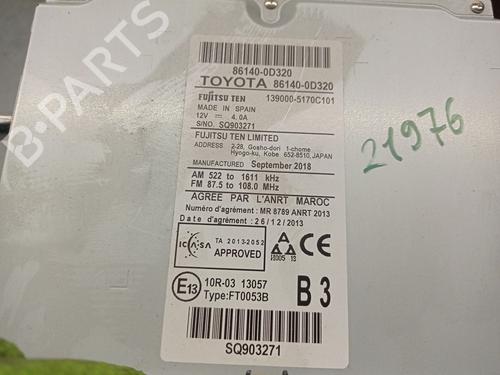 86140-0D320
TOYOTA 86140-0D320
FUJITSU TEN 139000-5170C101
MADE IN SPAIN
12V 4.0A
S/NO. SQ903271
FUJITSU TEN LIMITED
ADDRESS 2-28, Gosho-dori 1-chome
Hyogo-ku, Kobe 652-8510, JAPAN
MANUFACTURED September 2018
AM 522 to 1611 kHz
FM 87.5 to 108.0 MHz
AGREE PAR L'ANRT MAROC
Numéro d'agrément : MR 8789 ANRT 2013
Date d'agrément : 26/12/2013
ICASA
TA 2013-2052
APPROVED
18005 13
CE
E13 10R-03 13057
Type:FT0053B
B 3
SQ903271
21976
B-PARTS